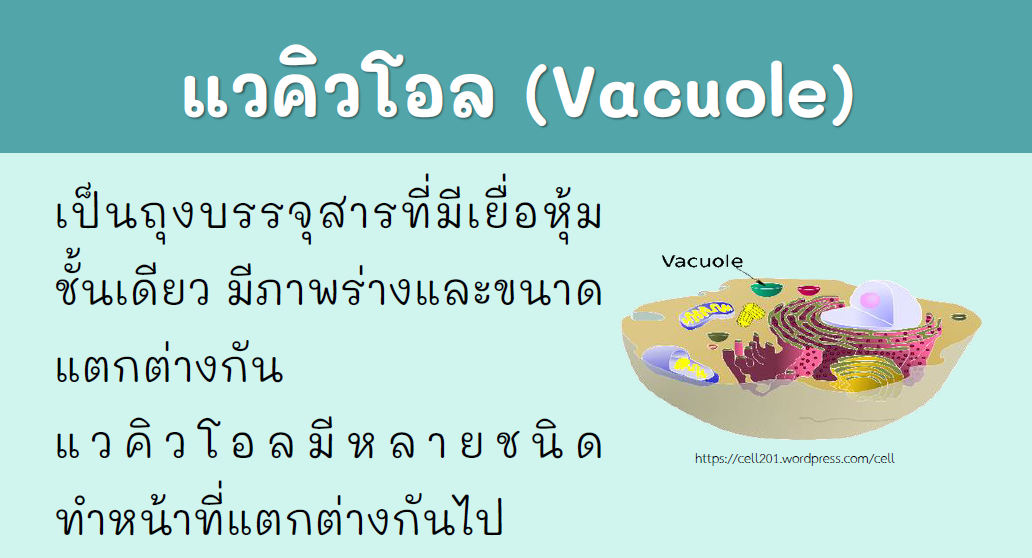 แวคิวโอล (Vacuole)
เป็นถุงบรรจุสารที่มีเยื่อหุ้ม
ชั้นเดียว มีภาพร่างและขนาด
แตกต่างกัน
แวคิวโอลมีหลายชนิด
ทำหน้าที่แตกต่างกันไป
Vacuole
https://cell201.wordpress.com/cell